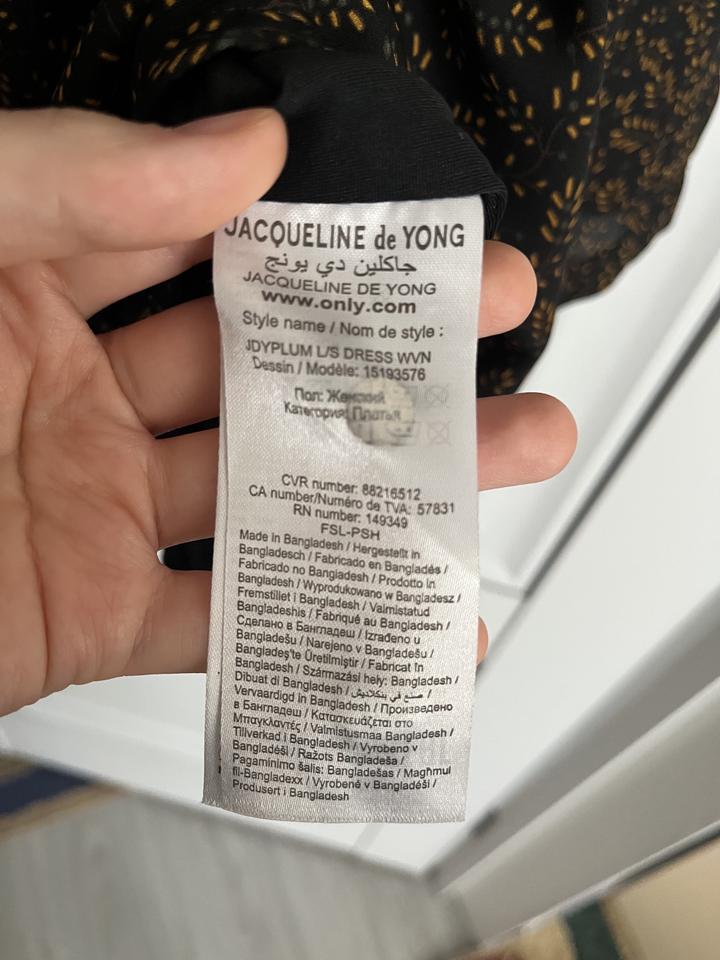 JACQUELINE de YONG
جاكلين دي يونج
JACQUELINE DE YONG
www.only.com
Style name / Nom de style :
JDYPLUM L/S DRESS WVN
Dessin / Modèle: 15193576
Пол: Женский
Категория: Платья
CVR number: 88216512
CA number/Numéro de TVA: 57831
RN number: 149349
FSL-PSH
Made in Bangladesh / Hergestellt in
Bangladesch / Fabricado en Bangladés /
Fabricado no Bangladesh / Prodotto in
Bangladesh / Wyprodukowano w Bangladesz /
Fremstillet i Bangladesh / Valmistatud
Bangladeshis / Fabriqué au Bangladesh /
Сделано в Бангладеш / Izrađeno u
Bangladešu / Narejeno v Bangladešu /
Bangladeş'te Üretilmiştir / Fabricat în
Bangladesh / Származási hely: Bangladesh /
Dibuat di Bangladesh / صنع في بنكلاديش /
Vervaardigd in Bangladesh / Произведено
в Бангладеш / Κατασκευάζεται στο
Μπαγκλαντές / Valmistusmaa Bangladesh /
Tillverkad i Bangladesh / Vyrobeno v
Bangladéši / Ražots Bangladeša /
Pagaminimo šalis: Bangladešas / Magħmul
fil-Bangladexx / Vyrobené v Bangladéši /
Produsert i Bangladesh